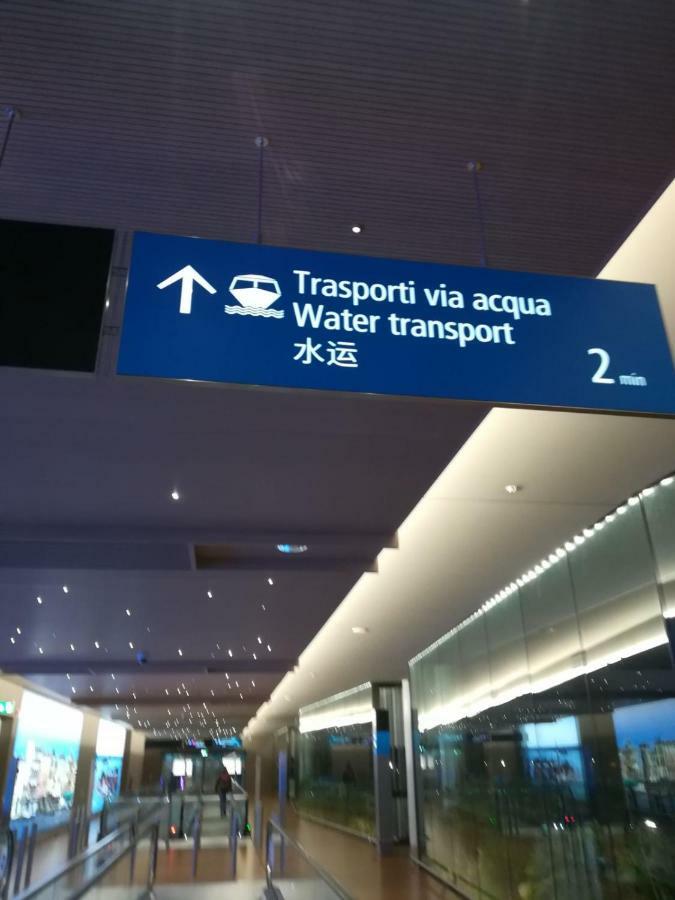 Trasporti via acqua
Water transport
水运
2 min